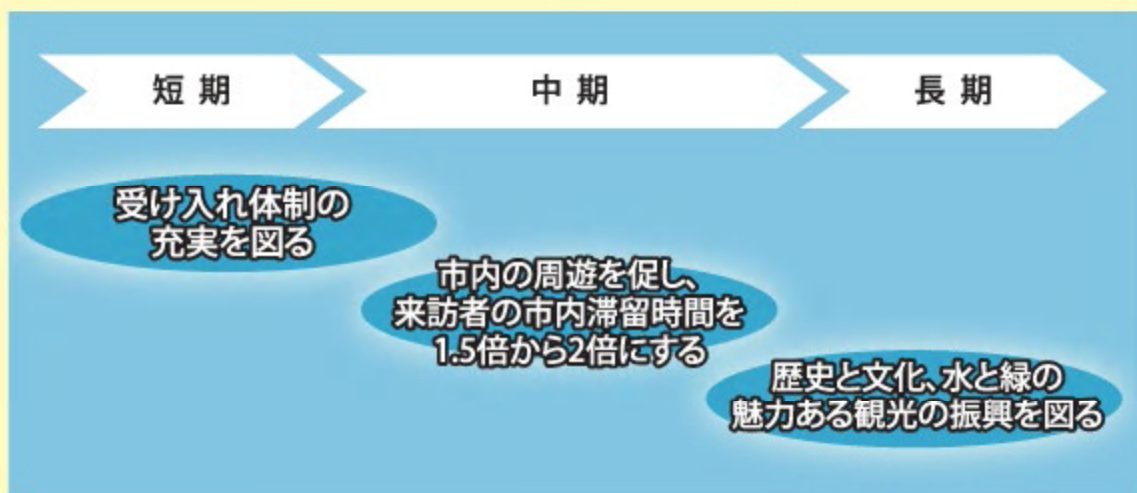 短期
中期
長期
受け入れ体制の
充実を図る
市内の周遊を促し、
来訪者の市内滞留時間を
1.5倍から2倍にする
歴史と文化、水と緑の
魅力ある観光の振興を図る